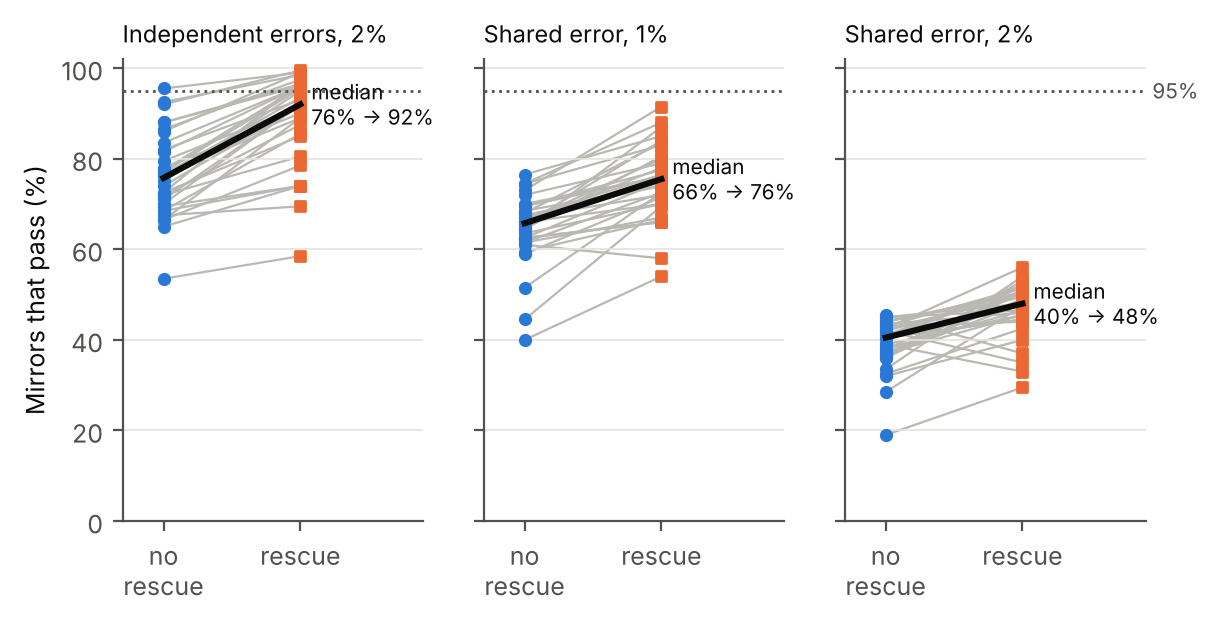 Independent errors, 2%
Shared error, 1%
Shared error, 2%
Mirrors that pass (%)
100
80
60
40
20
0
95%
median
76% → 92%
median
66% → 76%
median
40% → 48%
no
rescue
rescue
no
rescue
rescue
no
rescue
rescue